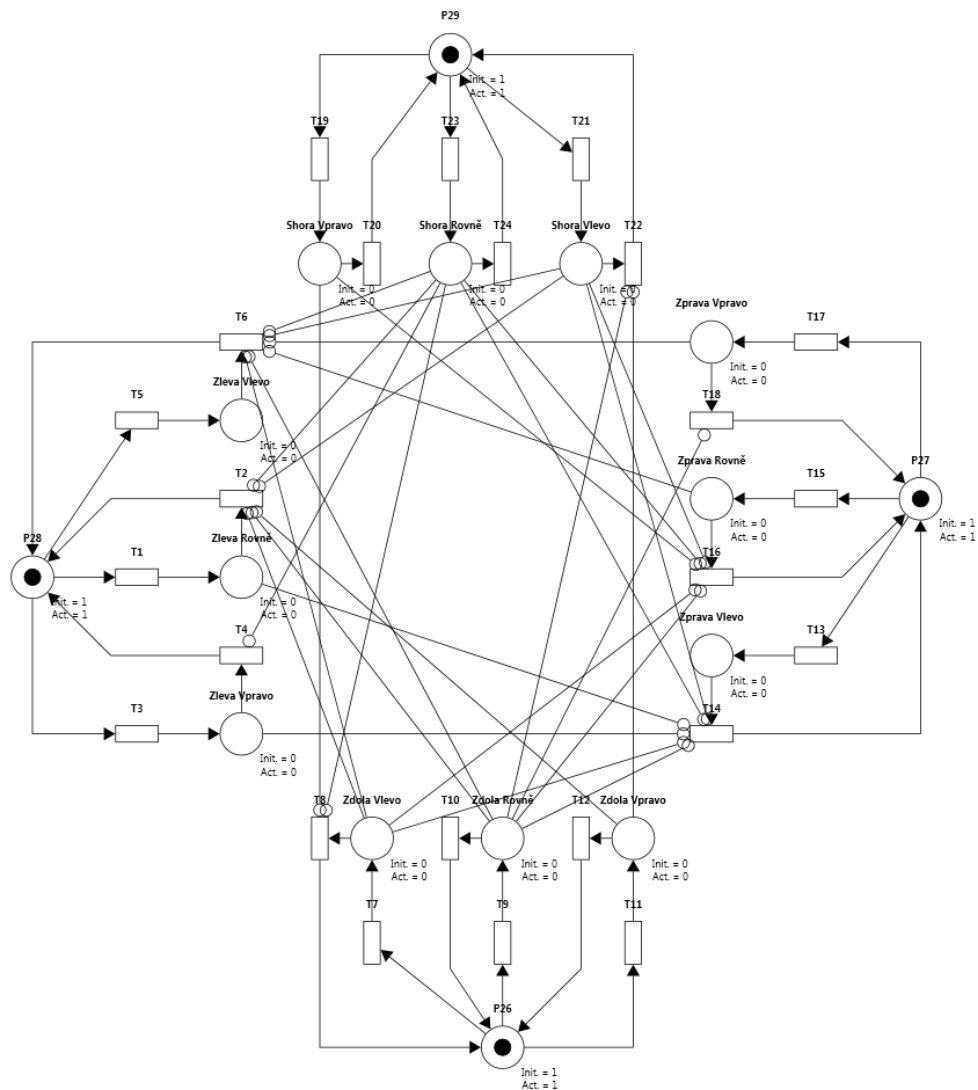 P29
Init. = 1
Act. = 1
T19
T23
T21
Shora Vpravo
T20
Shora Rovně
T24
Shora Vlevo
T22
Init. = 0
Act. = 0
Init. = 0
Act. = 0
Init. = 0
Act. = 0
Zprava Vpravo
T17
T6
Init. = 0
Act. = 0
Zleva Vlevo
T5
T18
Init. = 0
Act. = 0
T2
Zprava Rovně
P27
T15
Init. = 0
Act. = 0
Init. = 1
Act. = 1
P28
Zleva Rovně
T1
T16
Init. = 1
Act. = 1
Init. = 0
Act. = 0
Zprava Vlevo
T4
T13
Init. = 0
Act. = 0
Zleva Vpravo
T3
T14
Init. = 0
Act. = 0
T8
Zdola Vlevo
T10
Zdola Rovně
T12
Zdola Vpravo
Init. = 0
Act. = 0
Init. = 0
Act. = 0
Init. = 0
Act. = 0
T7
T9
T11
P26
Init. = 1
Act. = 1